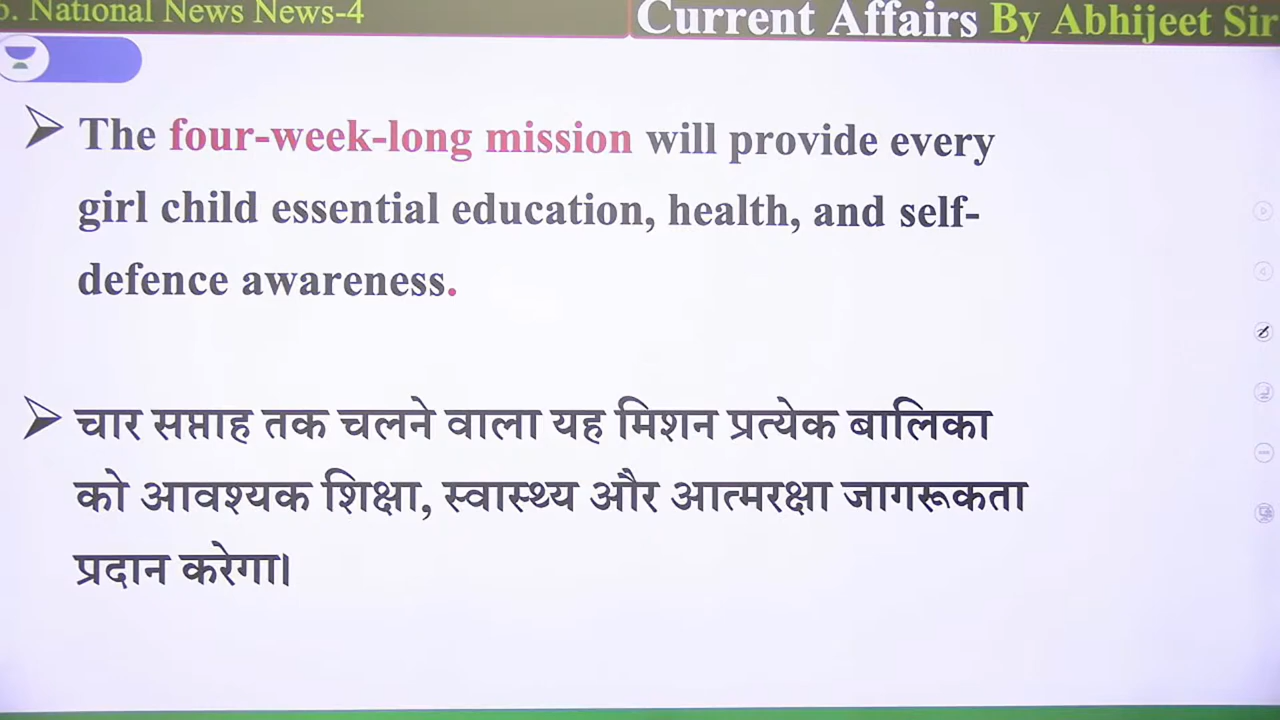 5. National News News-4
Current Affairs By Abhijeet Sir
The four-week-long mission will provide every
girl child essential education, health, and self-
defence awareness.
चार सप्ताह तक चलने वाला यह मिशन प्रत्येक बालिका
को आवश्यक शिक्षा, स्वास्थ्य और आत्मरक्षा जागरूकता
प्रदान करेगा।